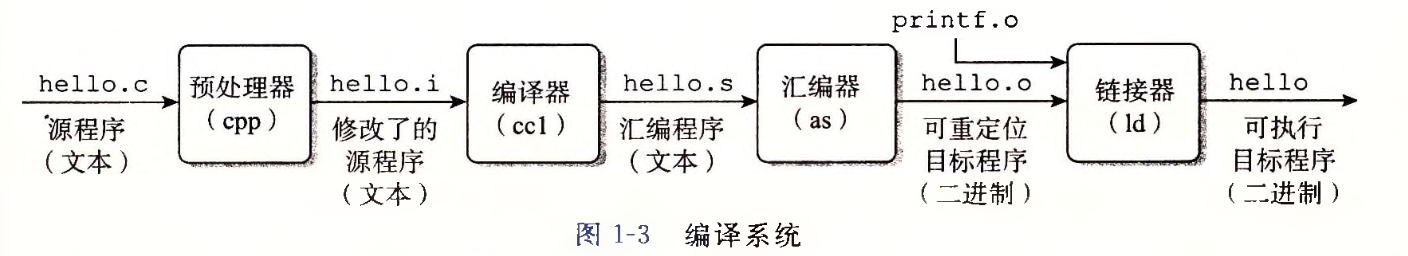 printf.o
hello.c
预处理器
(cpp)
hello.i
编译器
(cc1)
hello.s
汇编器
(as)
hello.o
链接器
(ld)
hello
源程序
(文本)
修改了的
源程序
(文本)
汇编程序
(文本)
可重定位
目标程序
(二进制)
可执行
目标程序
(二进制)
图 1-3 编译系统